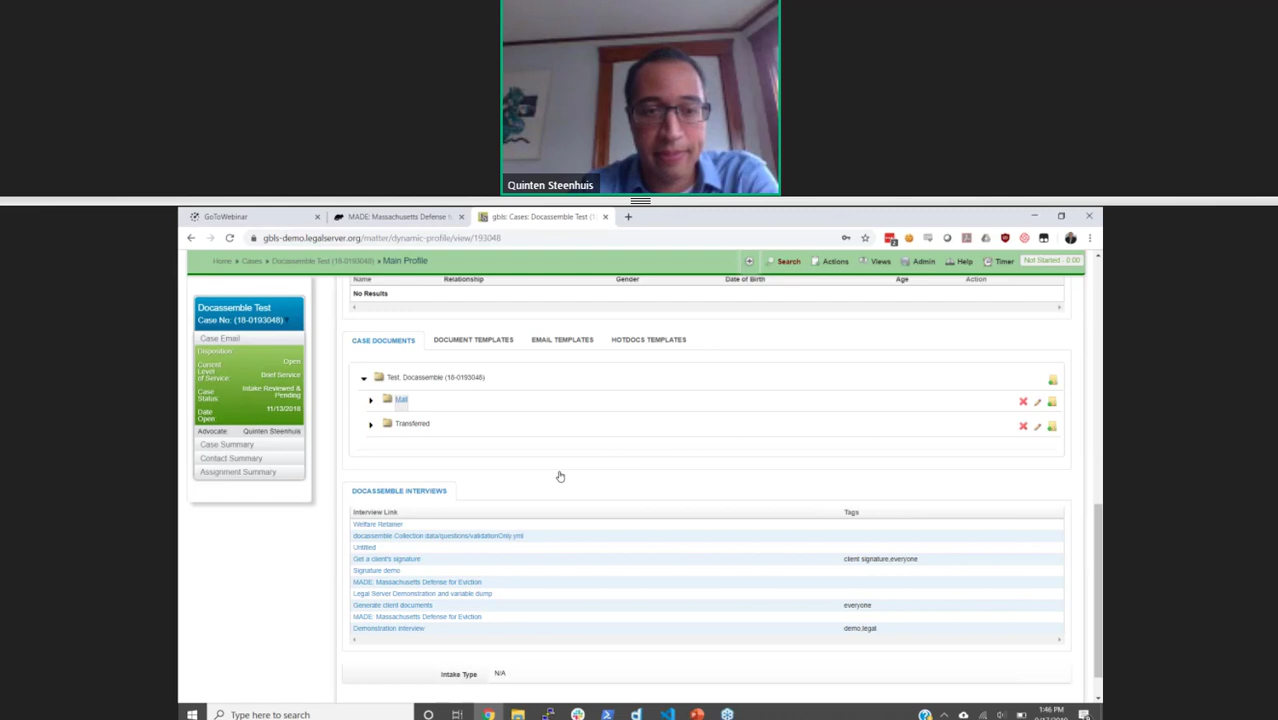 Quinten Steenhuis
GoToWebinar
MADE: Massachusetts Defense f
gbls: Cases: Docassemble Test (1
gbls-demo.legalserver.org/matter/dynamic-profile/view/193048
Home » Cases » Docassemble Test (18-0193048) » Main Profile
Search Actions Views Admin Help Timer Not Started - 0:00
Docassemble Test
Case No: (18-0193048)
Case Email
Disposition: Open
Current Level of Service: Brief Service
Case Status: Intake Reviewed & Pending
Date Open: 11/13/2018
Advocate: Quinten Steenhuis
Case Summary
Contact Summary
Assignment Summary
Name Relationship Gender Date of Birth Age Action
No Results
CASE DOCUMENTS DOCUMENT TEMPLATES EMAIL TEMPLATES HOTDOCS TEMPLATES
Test, Docassemble (18-0193048)
Mail
Transferred
DOCASSEMBLE INTERVIEWS
Interview Link Tags
Welfare Retainer
docassemble.Collection:data/questions/validationOnly.yml
Untitled
Get a client's signature client signature,everyone
Signature demo
MADE: Massachusetts Defense for Eviction
Legal Server Demonstration and variable dump
Generate client documents everyone
MADE: Massachusetts Defense for Eviction
Demonstration interview demo,legal
Intake Type N/A
Type here to search
1:46 PM